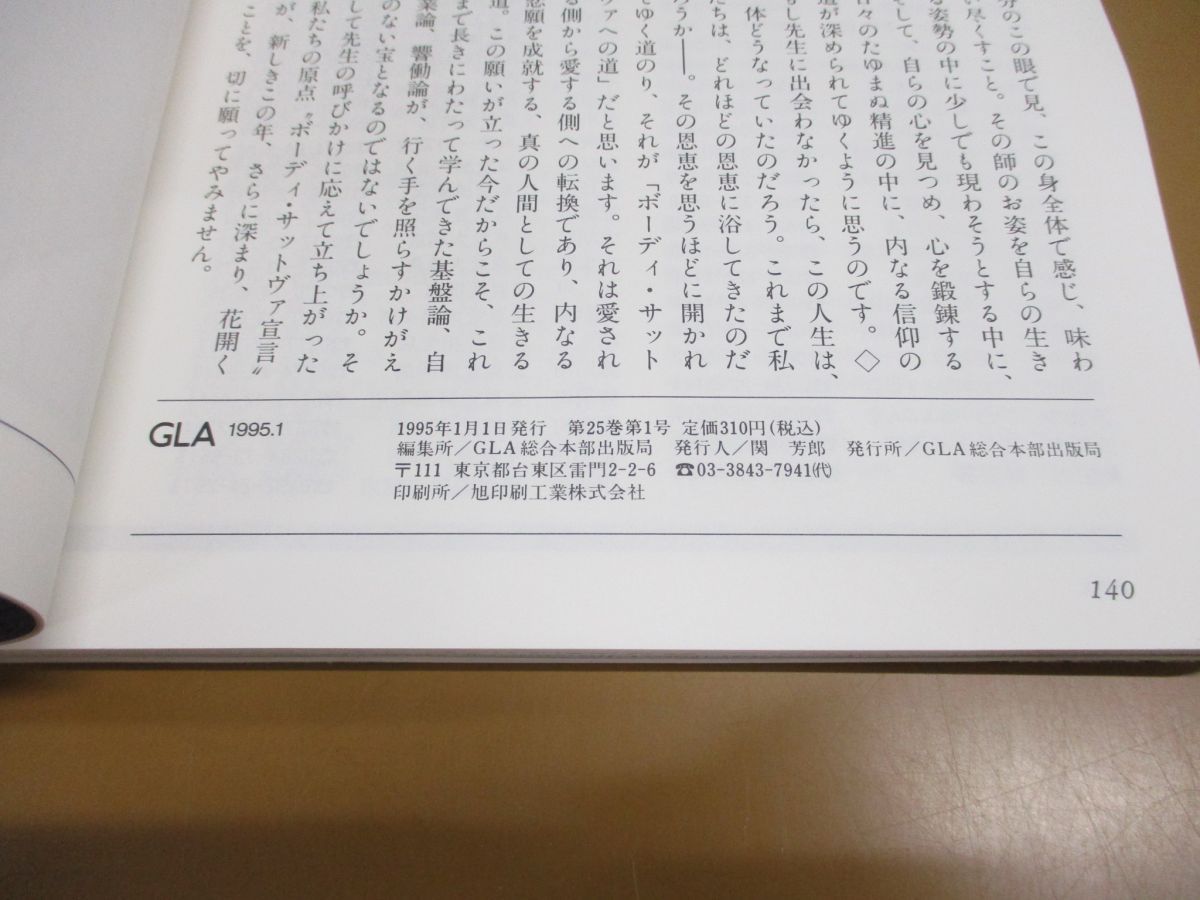 分のこの眼で見、この身全体で感じ、味わ
い尽くすこと。その師のお姿を自らの生き
る姿勢の中に少しでも現わそうとする中に、
そして、自らの心を見つめ、心を鍛錬する
日々のたゆまぬ精進の中に、内なる信仰の
道が深められてゆくように思うのです。◇
もし先生に出会わなかったら、この人生は、
体どうなっていたのだろう。これまで私
たちは、どれほどの恩恵に浴してきたのだ
ろうか――。その恩恵を思うほどに開かれ
てゆく道のり、それが「ボーディ・サット
ヴァへの道」だと思います。それは愛され
る側から愛する側への転換であり、内なる
悲願を成就する、真の人間としての生きる
道。この願いが立った今だからこそ、これ
まで長きにわたって学んできた基盤論、自
業論、響働論が、行く手を照らすかけがえ
のない宝となるのではないでしょうか。そ
して先生の呼びかけに応えて立ち上がった
私たちの原点〝ボーディ・サットヴァ宣言〟
が、新しきこの年、さらに深まり、花開く
ことを、切に願ってやみません。
GLA 1995.1
1995年1月1日発行 第25巻第1号 定価310円(税込)
編集所／GLA総合本部出版局 発行人／関 芳郎 発行所／GLA総合本部出版局
〒111 東京都台東区雷門2-2-6 ☎03-3843-7941㈹
印刷所／旭印刷工業株式会社
140